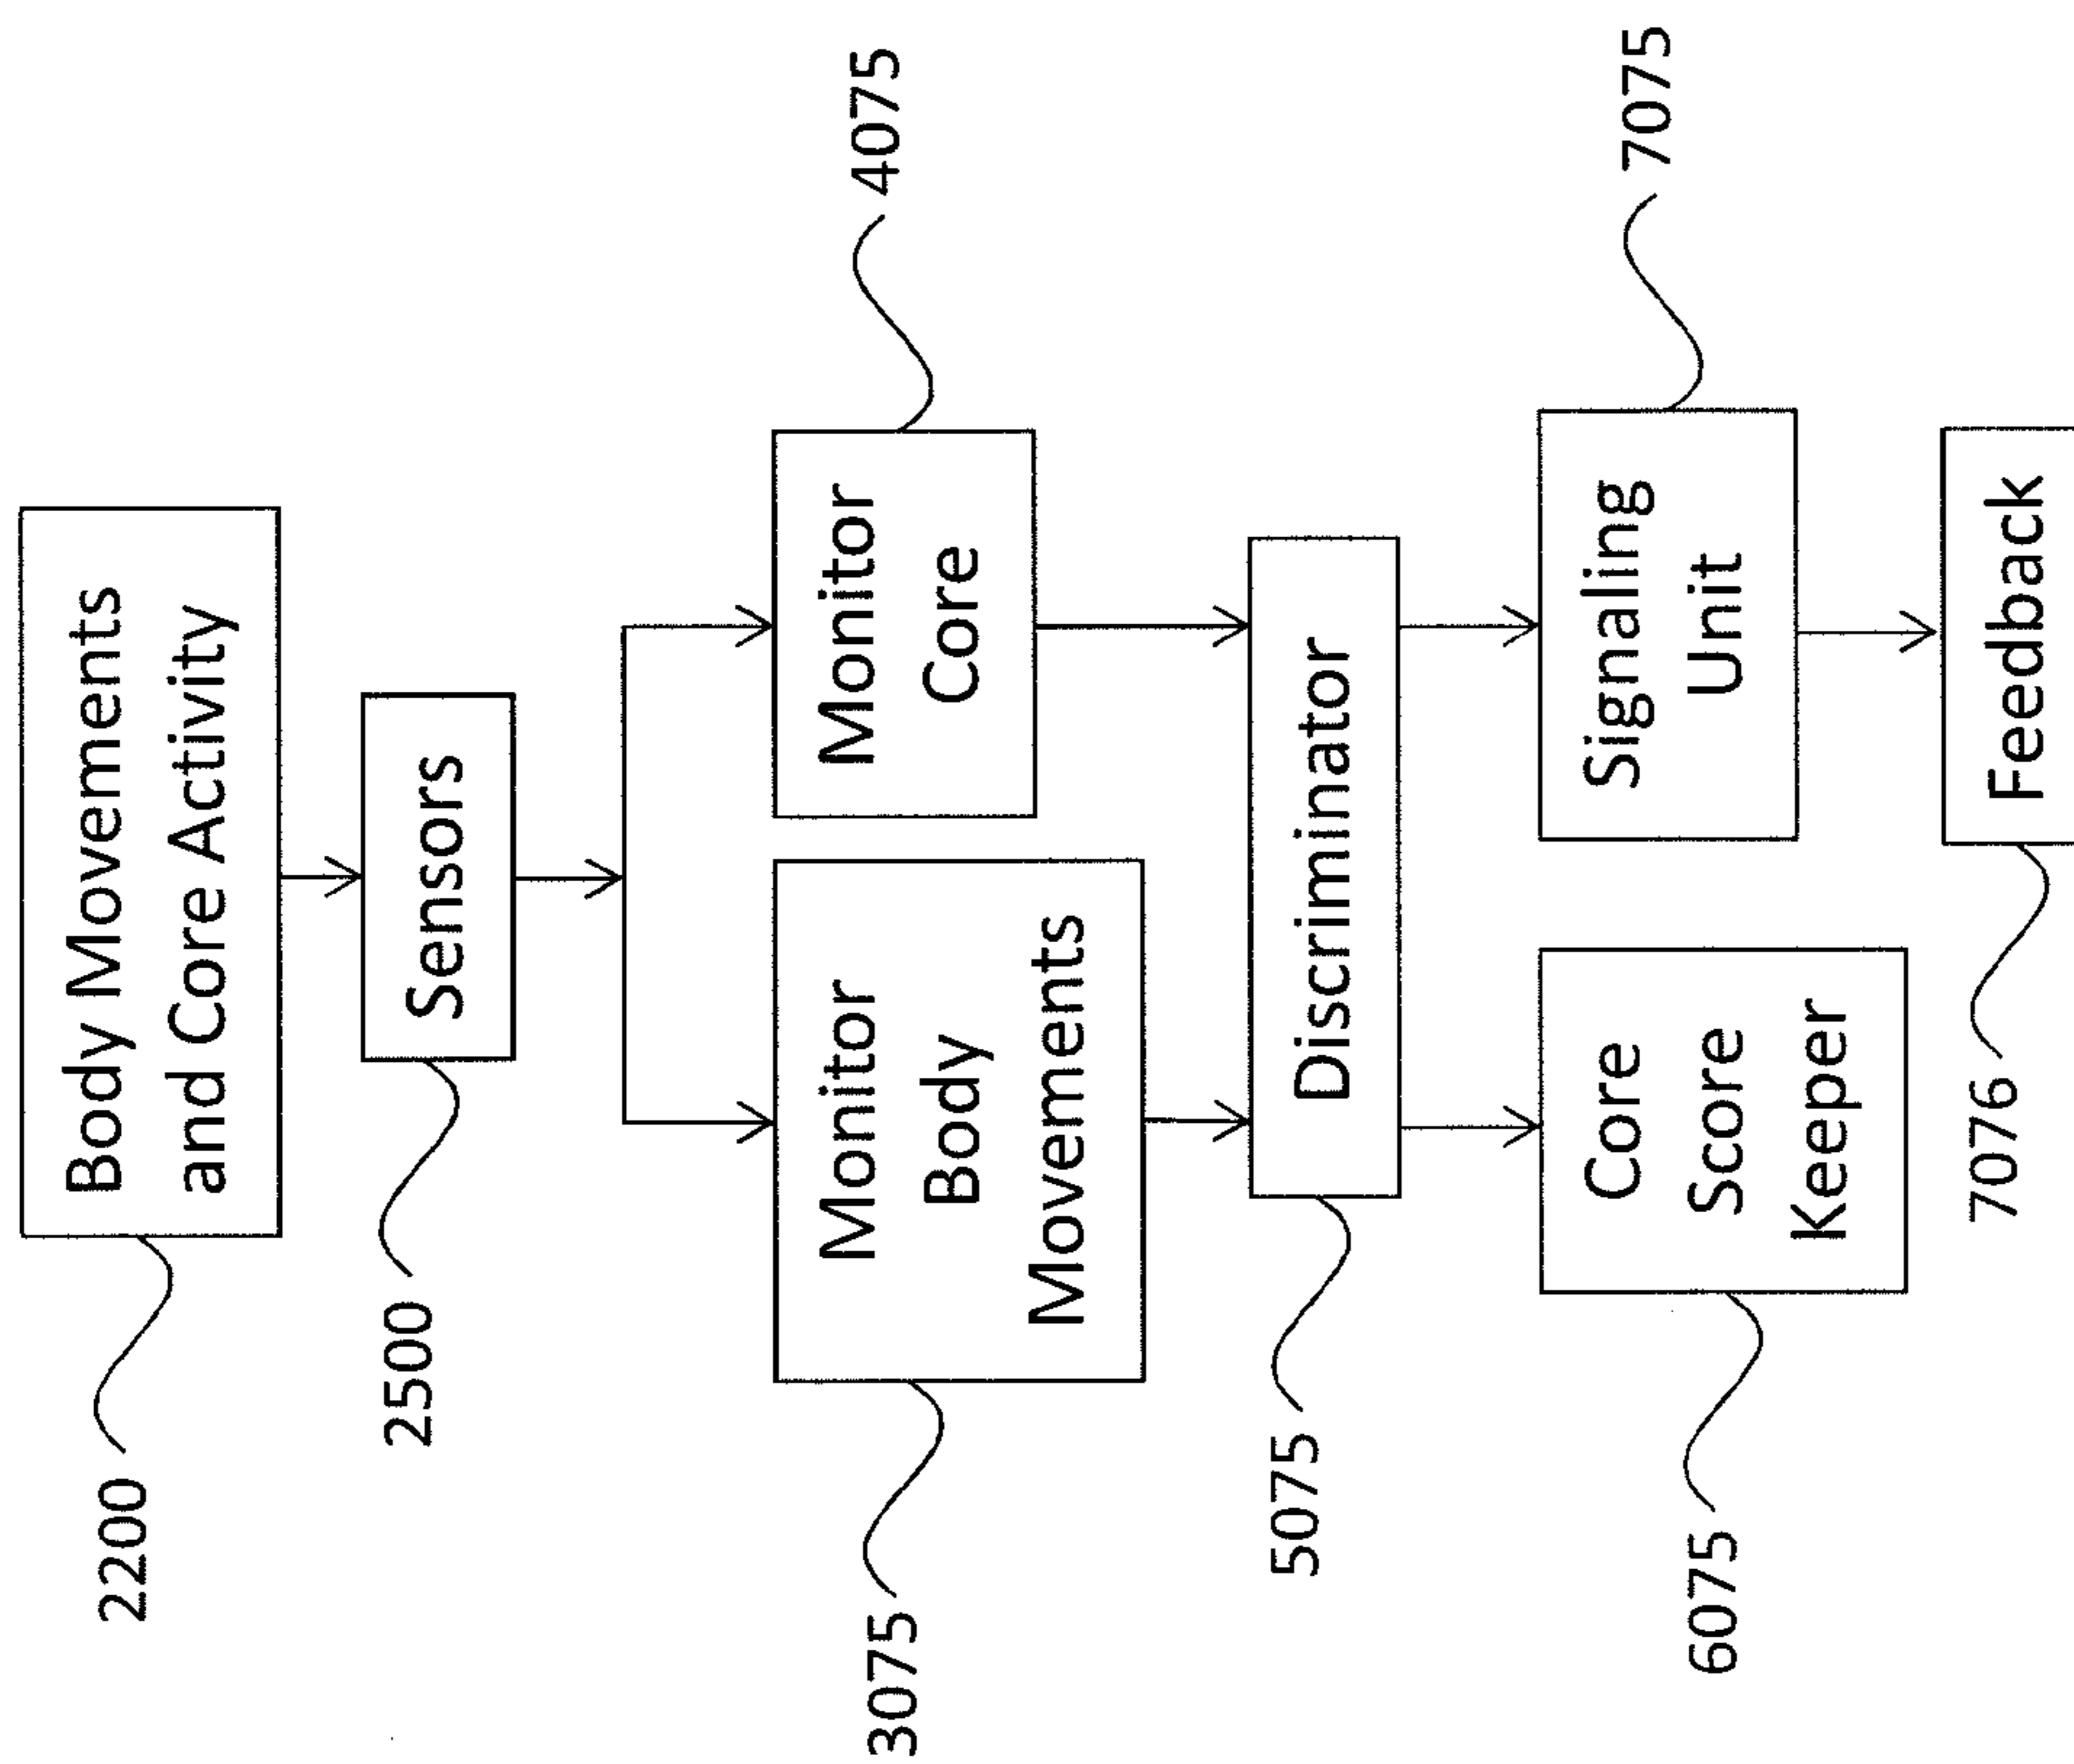 2200
Body Movements
and Core Activity
2500
Sensors
3075
Monitor
Body
Movements
Monitor
Core
4075
5075
Discriminator
6075
Core
Score
Keeper
Signaling
Unit
7075
7076
Feedback